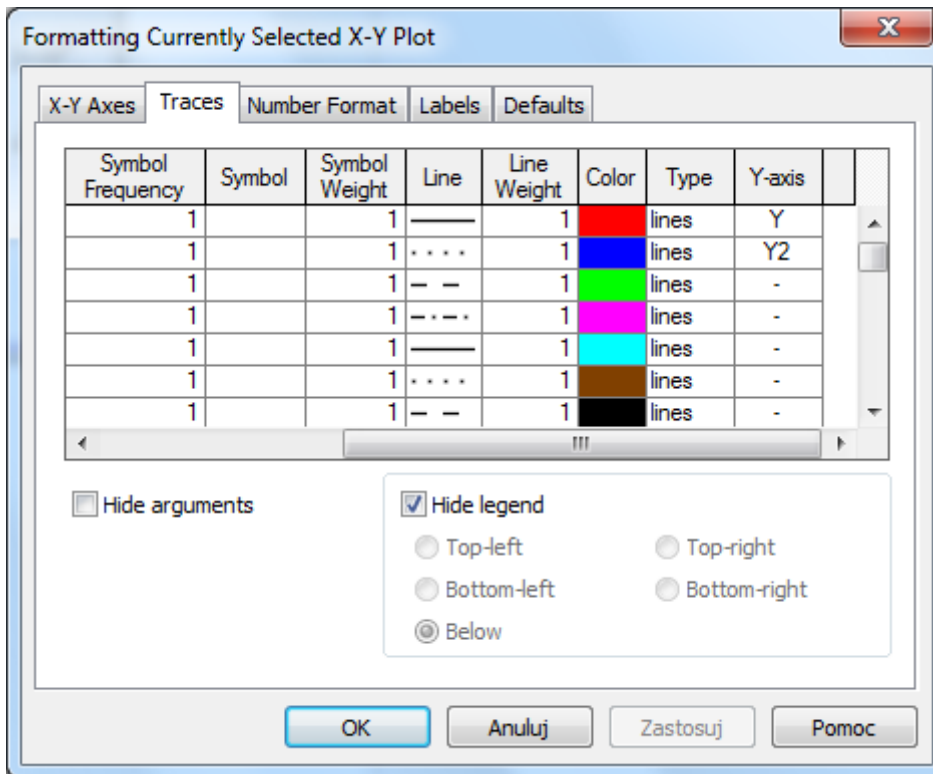 Formatting Currently Selected X-Y Plot
X-Y Axes Traces Number Format Labels Defaults
Symbol Frequency Symbol Symbol Weight Line Line Weight Color Type Y-axis
1 1 1 lines Y
1 1 1 lines Y2
1 1 1 lines -
1 1 1 lines -
1 1 1 lines -
1 1 1 lines -
1 1 1 lines -
Hide arguments Hide legend
Top-left Top-right
Bottom-left Bottom-right
Below
OK Anuluj Zastosuj Pomoc